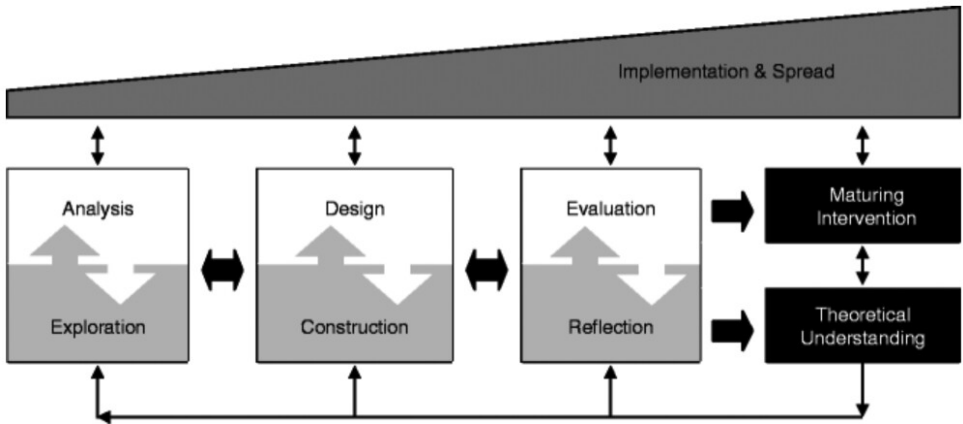 Implementation & Spread
Analysis
Exploration
Design
Construction
Evaluation
Reflection
Maturing
Intervention
Theoretical
Understanding